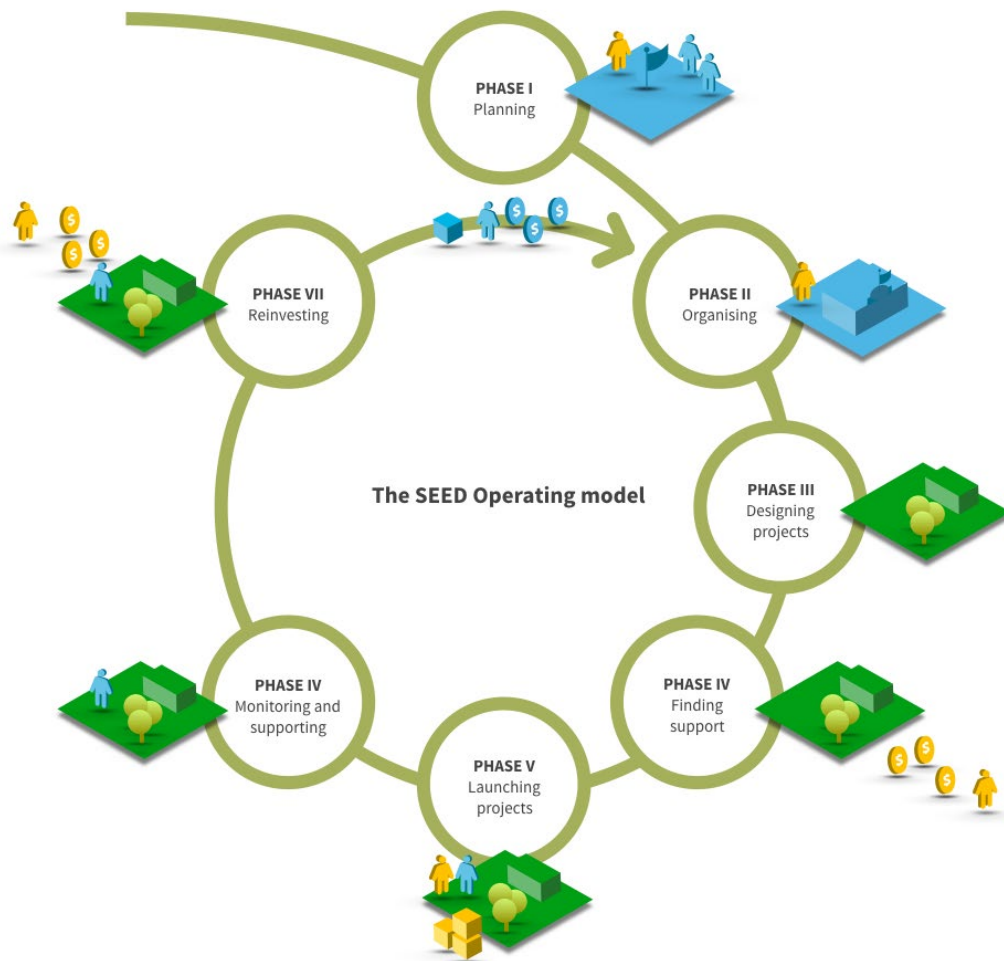 PHASE I
Planning
PHASE II
Organising
PHASE III
Designing
projects
PHASE IV
Finding
support
PHASE V
Launching
projects
PHASE IV
Monitoring and
supporting
PHASE VII
Reinvesting
$
$
$
$
$
$
The SEED Operating model
$
$
$